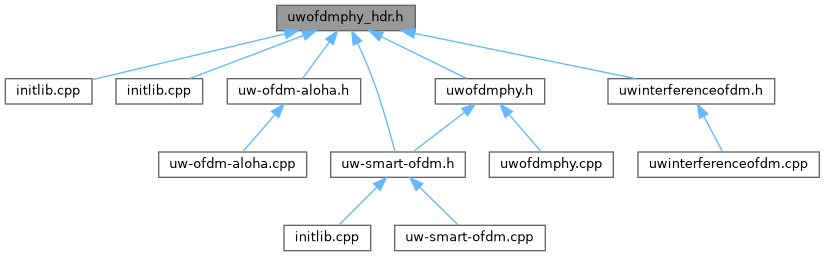 uwofdmphy_hdr.h
initlib.cpp
initlib.cpp
uw-ofdm-aloha.h
uwofdmphy.h
uwinterferenceofdm.h
uw-ofdm-aloha.cpp
uw-smart-ofdm.h
uwofdmphy.cpp
uwinterferenceofdm.cpp
initlib.cpp
uw-smart-ofdm.cpp